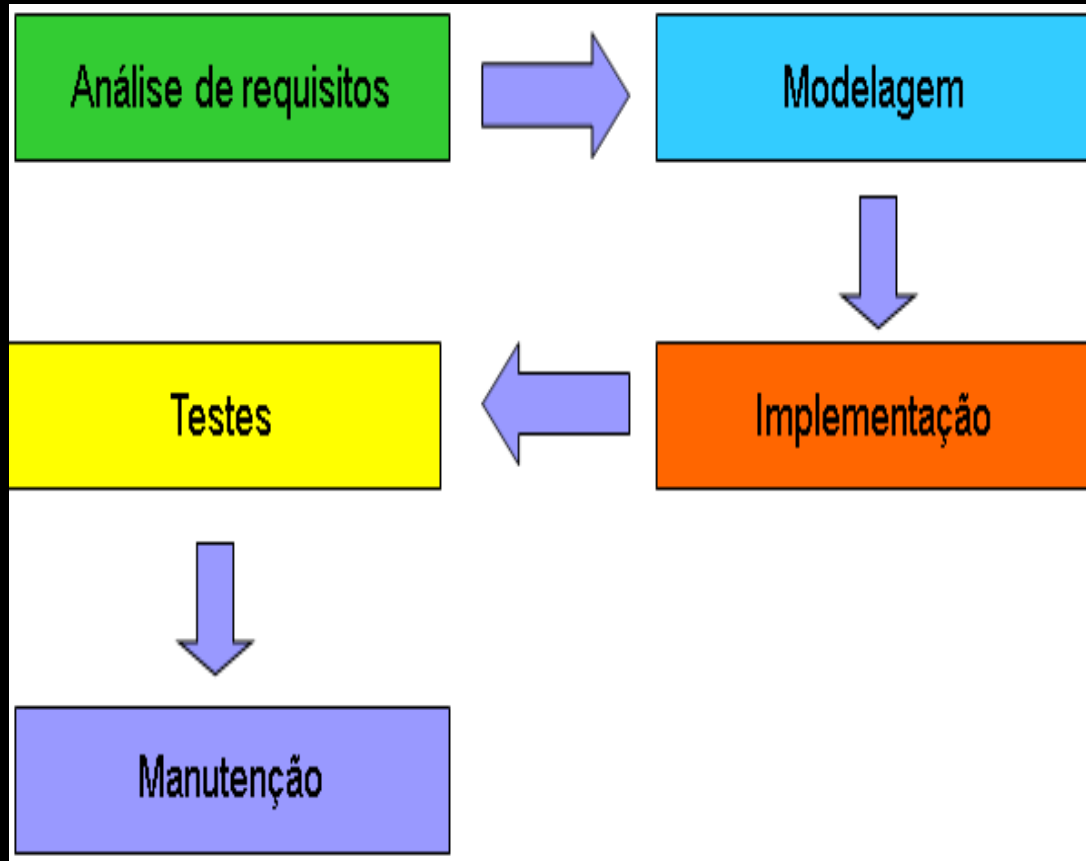 Análise de requisitos
Modelagem
Testes
Implementação
Manutenção